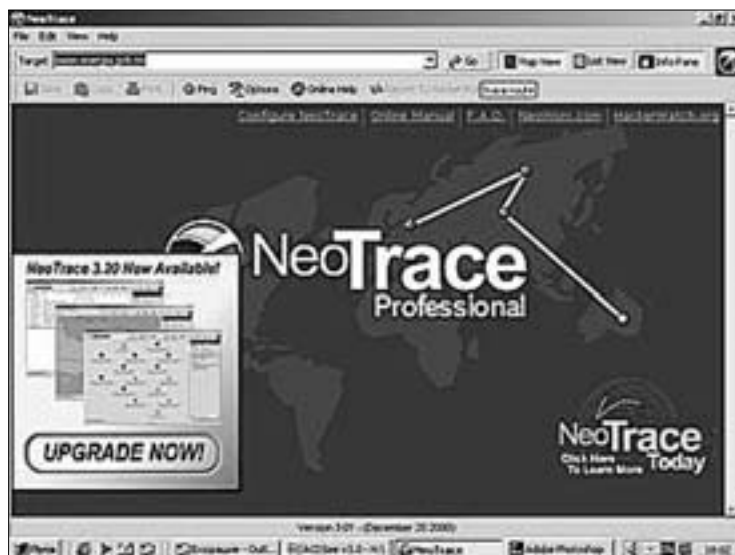 NeoTrace
File Edit View Help
Target Go Map View List View Info Pane
Ping Options Online Help
Configure NeoTrace Online Manual F.A.Q. NeoWorx.com HackerWatch.org
NeoTrace
Professional
NeoTrace 3.20 Now Available!
UPGRADE NOW!
NeoTrace
Today
Click Here
To Learn More
Version 3.01 - (December 20 2000)
NeoTrace Adobe Photoshop